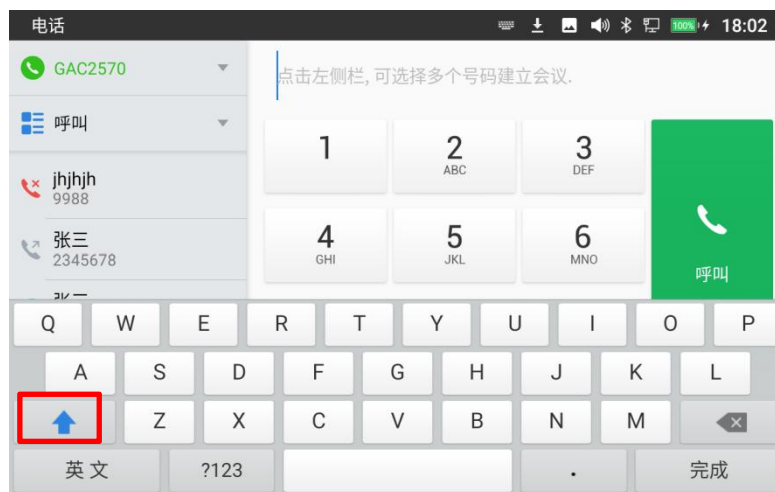 电话
100%
18:02
GAC2570
点击左侧栏, 可选择多个号码建立会议.
呼叫
1
2
ABC
3
DEF
jhjhjh
9988
张三
2345678
4
GHI
5
JKL
6
MNO
呼叫
Q W E R T Y U I O P
A S D F G H J K L
Z X C V B N M
英文 ?123 . 完成